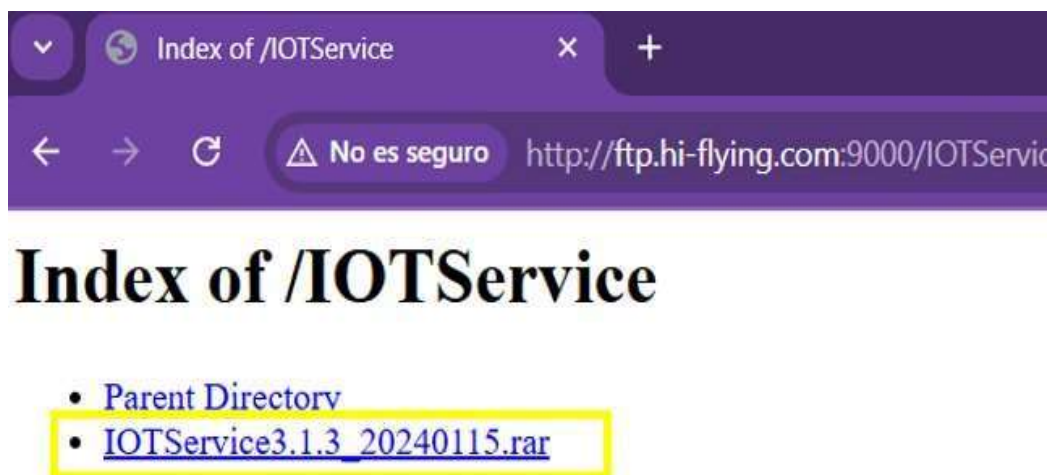 Index of /IOTService
No es seguro http://ftp.hi-flying.com:9000/IOTServic
Index of /IOTService
Parent Directory
IOTService3.1.3_20240115.rar